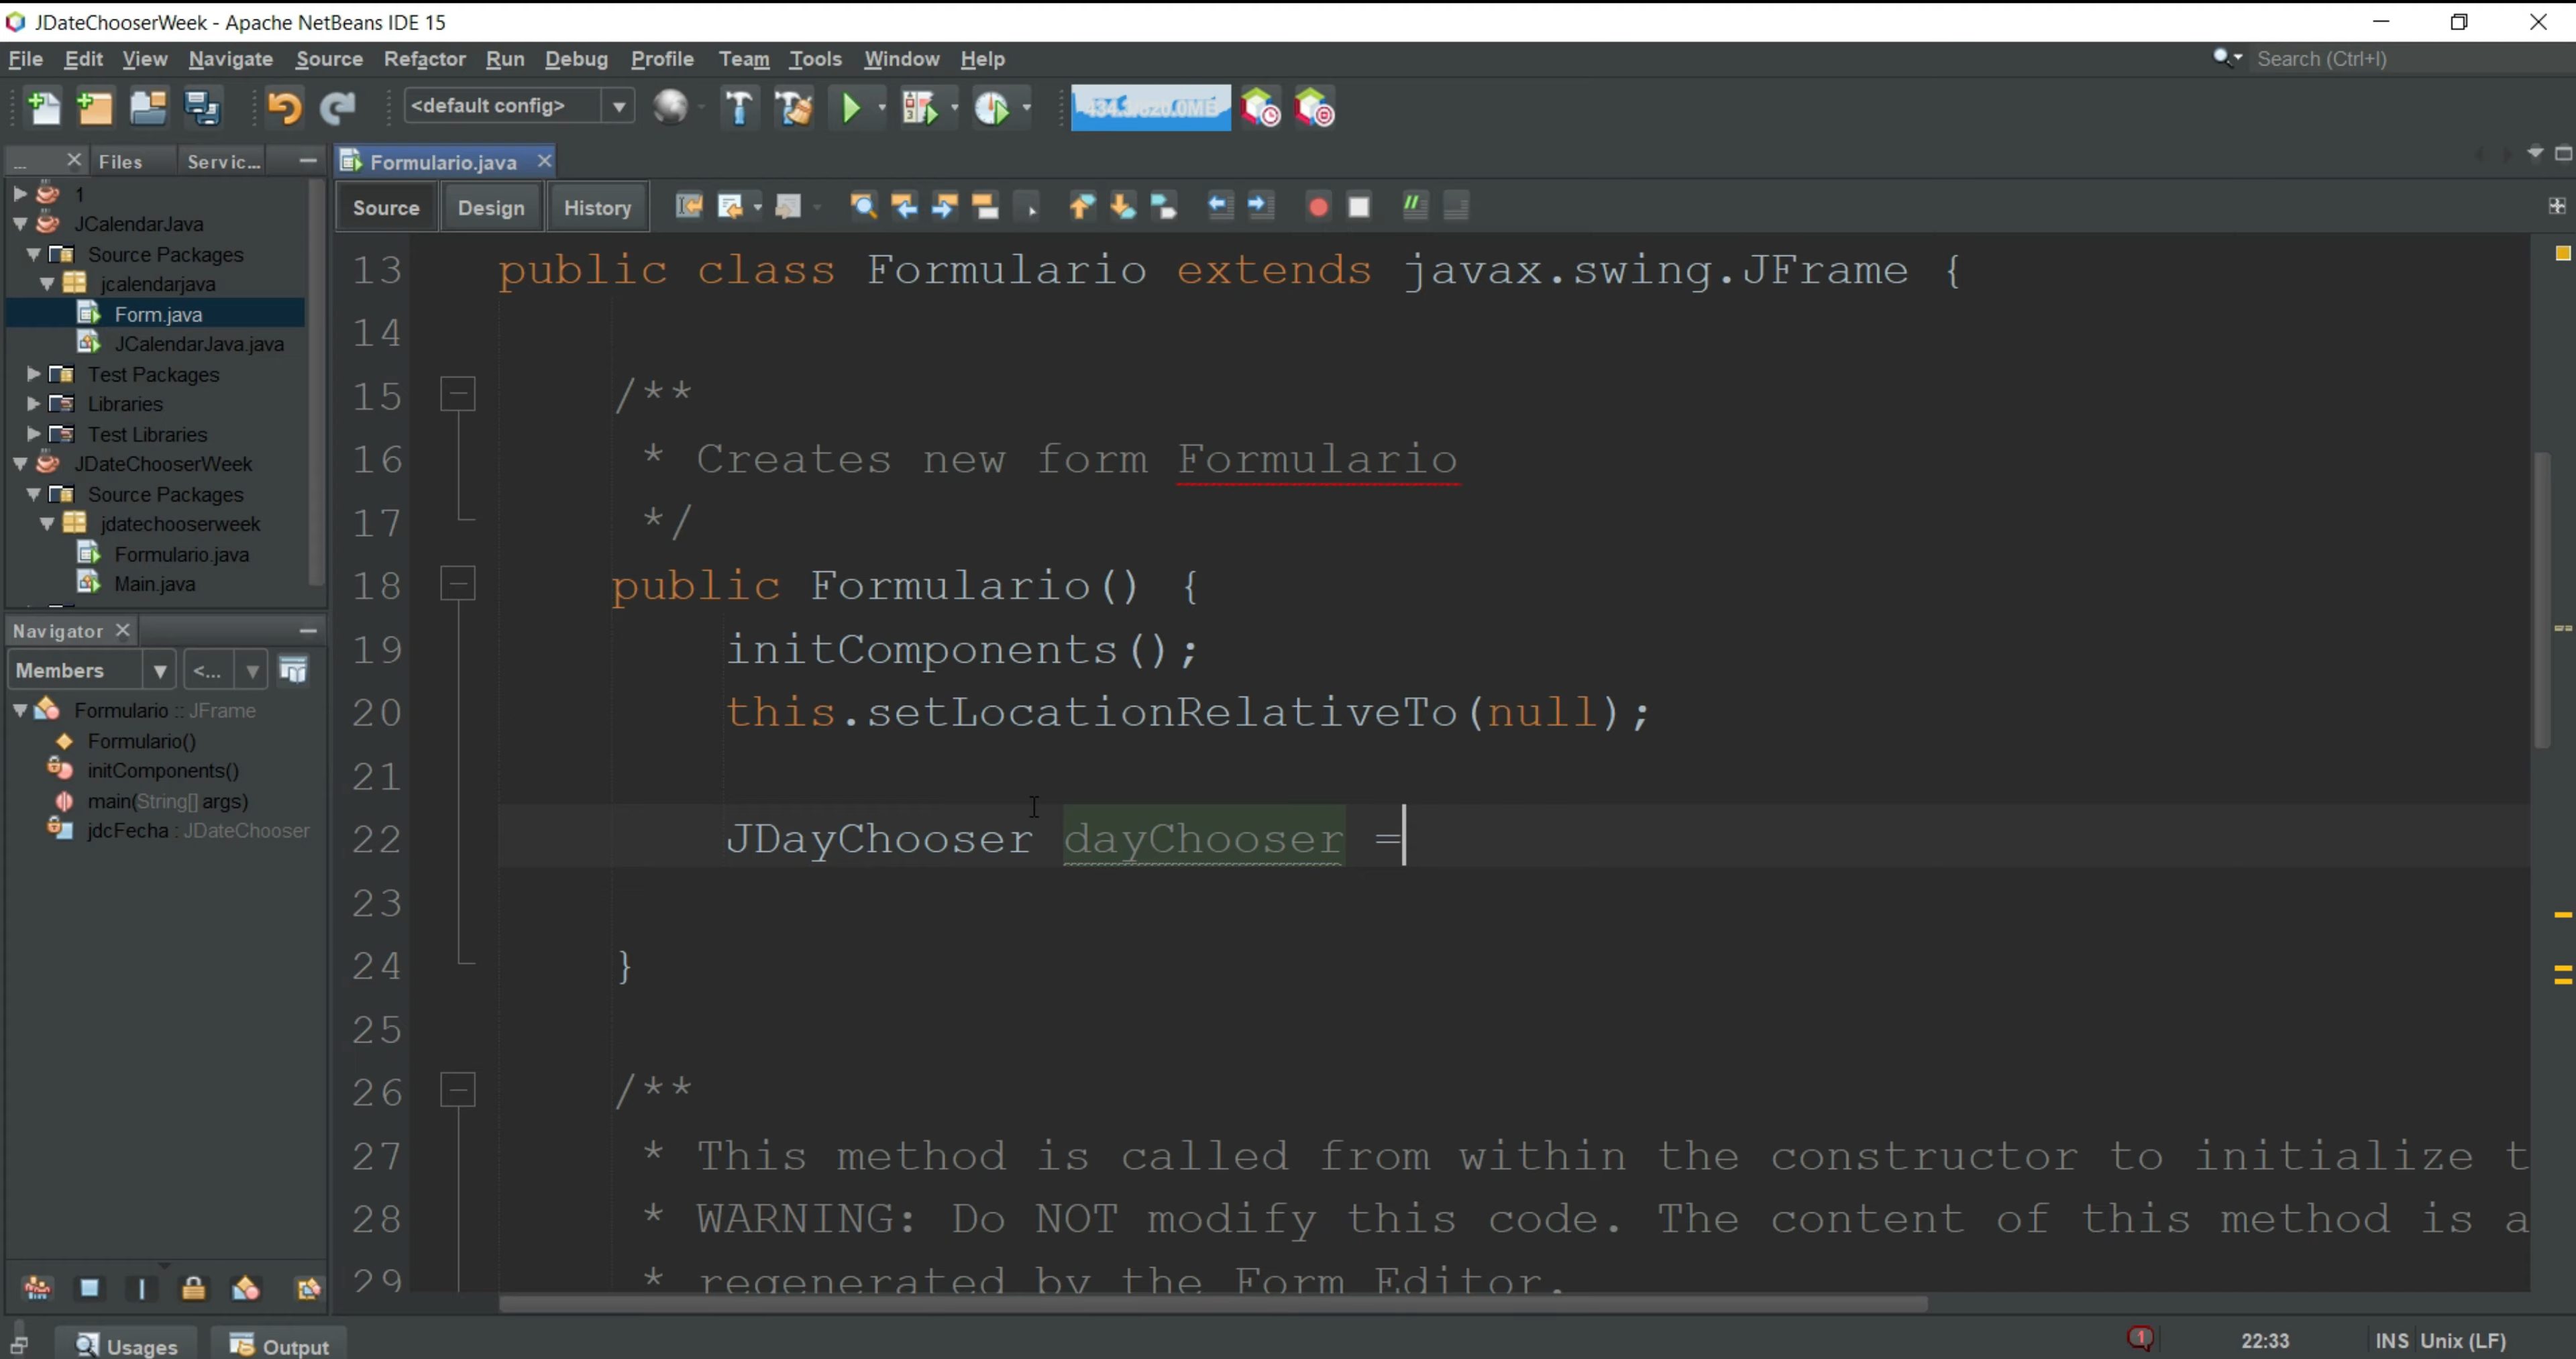 JDateChooserWeek - Apache NetBeans IDE 15
File Edit View Navigate Source Refactor Run Debug Profile Team Tools Window Help
Search (Ctrl+I)
<default config>
434.3/820.0MB
... Files Servic...
Formulario.java
1
JCalendarJava
Source Packages
jcalendarjava
Form.java
JCalendarJava.java
Test Packages
Libraries
Test Libraries
JDateChooserWeek
Source Packages
jdatechooserweek
Formulario.java
Main.java
Navigator
Members <...
Formulario :: JFrame
Formulario()
initComponents()
main(String[] args)
jdcFecha : JDateChooser
Source Design History
13 public class Formulario extends javax.swing.JFrame {
14
15 /**
16 * Creates new form Formulario
17 */
18 public Formulario() {
19 initComponents();
20 this.setLocationRelativeTo(null);
21
22 JDayChooser dayChooser =
23
24 }
25
26 /**
27 * This method is called from within the constructor to initialize t
28 * WARNING: Do NOT modify this code. The content of this method is a
29 * regenerated by the Form Editor.
Usages Output
1 22:33 INS Unix (LF)